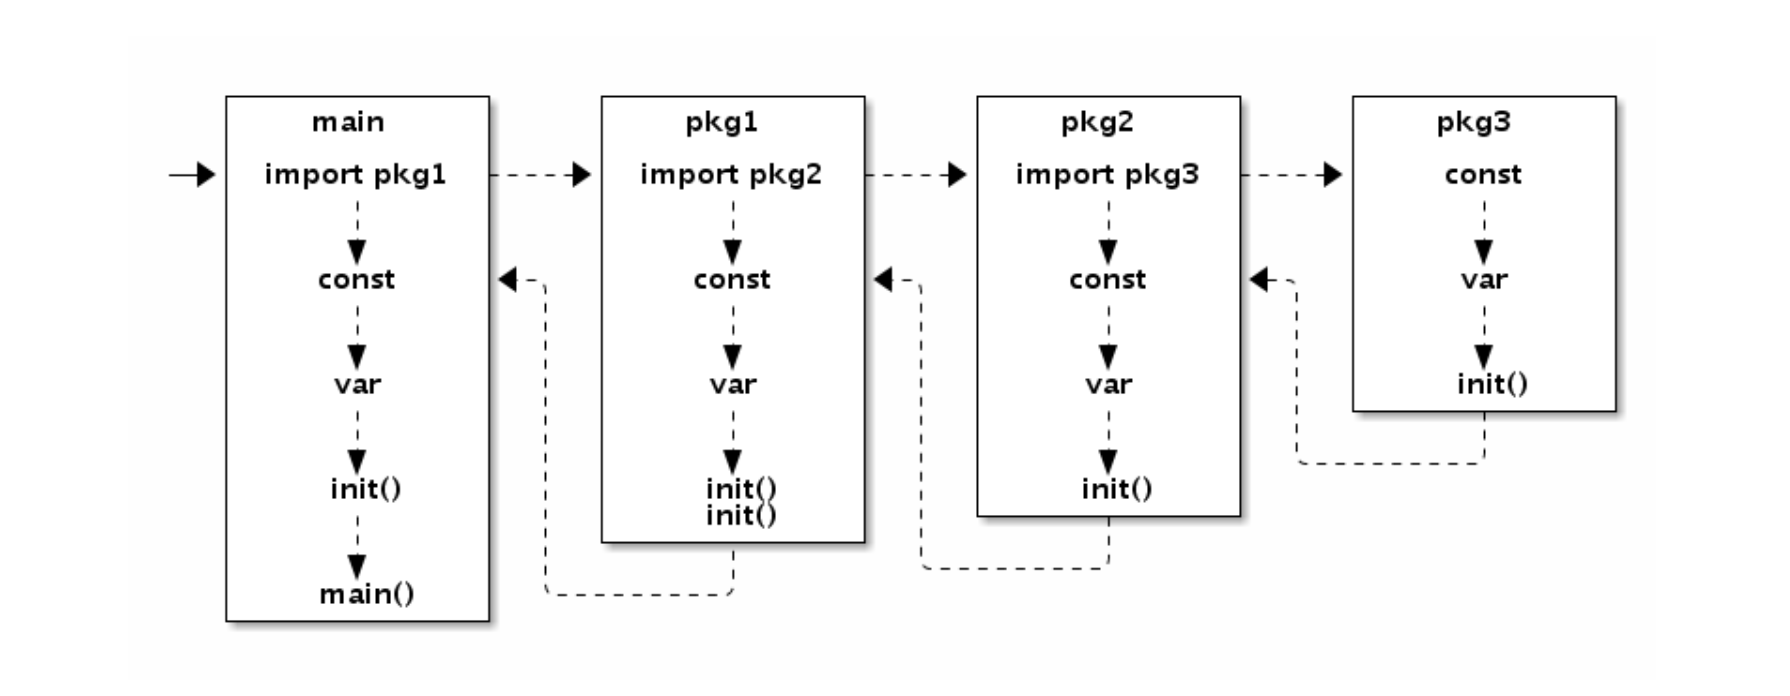 main
import pkg1
const
var
init()
main()
pkg1
import pkg2
const
var
init()
init()
pkg2
import pkg3
const
var
init()
pkg3
const
var
init()